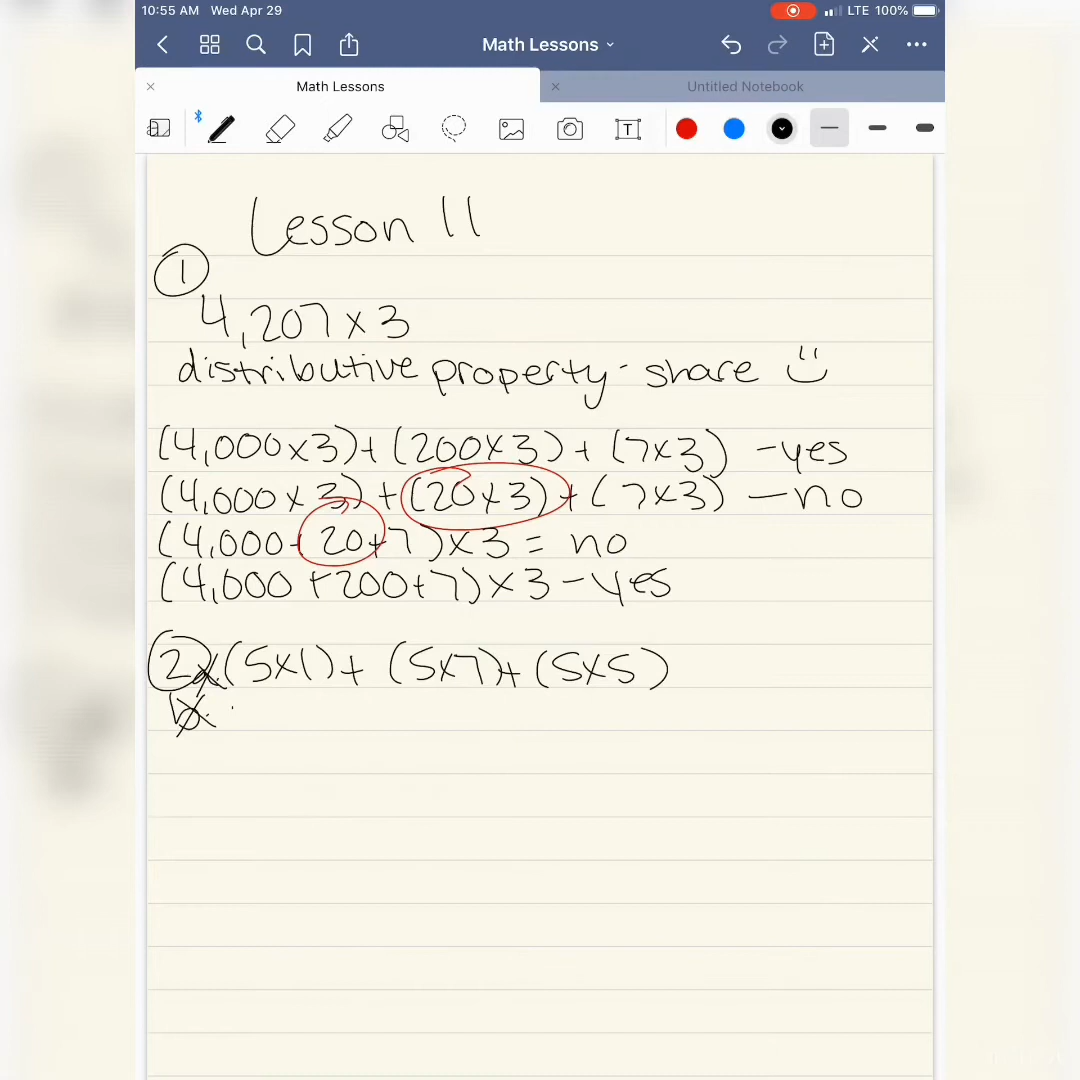 10:55 AM Wed Apr 29 LTE 100%
Math Lessons
Math Lessons Untitled Notebook
T
Lesson 11
1
4,207 x 3
distributive property - share
(4,000 x 3) + (200 x 3) + (7 x 3) - yes
(4,000 x 3) + (20 x 3) + (7 x 3) - no
(4,000 + 20 + 7) x 3 = no
(4,000 + 200 + 7) x 3 - yes
2 (5 x 1) + (5 x 7) + (5 x 5)